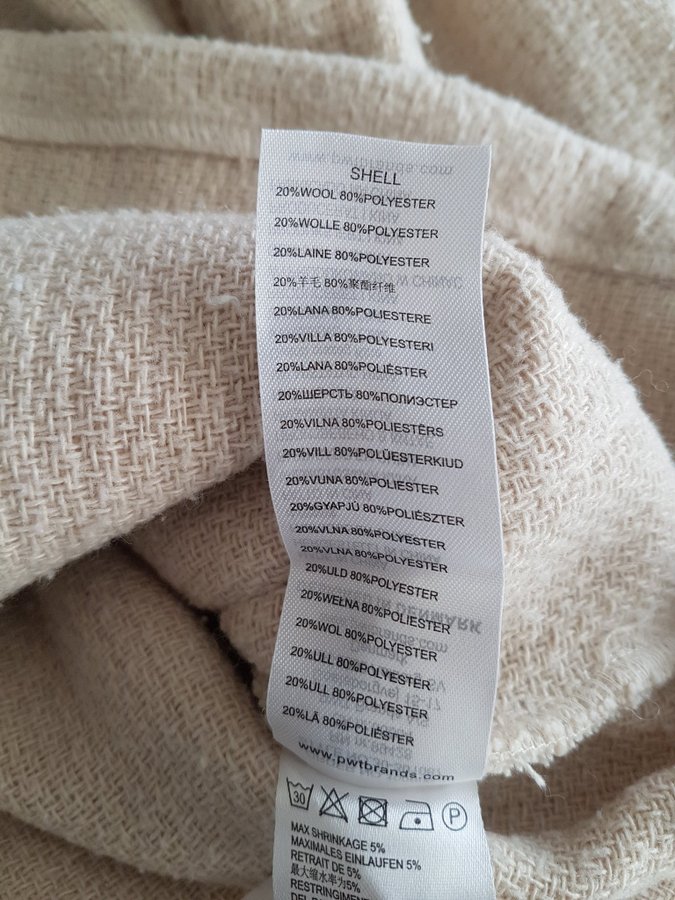 SHELL
20%WOOL 80%POLYESTER
20%WOLLE 80%POLYESTER
20%LAINE 80%POLYESTER
20%羊毛 80%聚酯纤维
20%LANA 80%POLIESTERE
20%VILLA 80%POLYESTERI
20%LANA 80%POLIÉSTER
20%ШЕРСТЬ 80%ПОЛИЭСТЕР
20%VILNA 80%POLIESTĒRS
20%VILL 80%POLÜESTERKIUD
20%VUNA 80%POLIESTER
20%GYAPJÚ 80%POLIÉSZTER
20%VLNA 80%POLYESTER
20%VLNA 80%POLYESTER
20%ULD 80%POLYESTER
20%WEŁNA 80%POLIESTER
20%WOL 80%POLYESTER
20%ULL 80%POLYESTER
20%ULL 80%POLYESTER
20%LÃ 80%POLIÉSTER
www.pwtbrands.com
30 P
MAX SHRINKAGE 5%
MAXIMALES EINLAUFEN 5%
RETRAIT DE 5%
最大缩水率为5%
RESTRINGIMENT